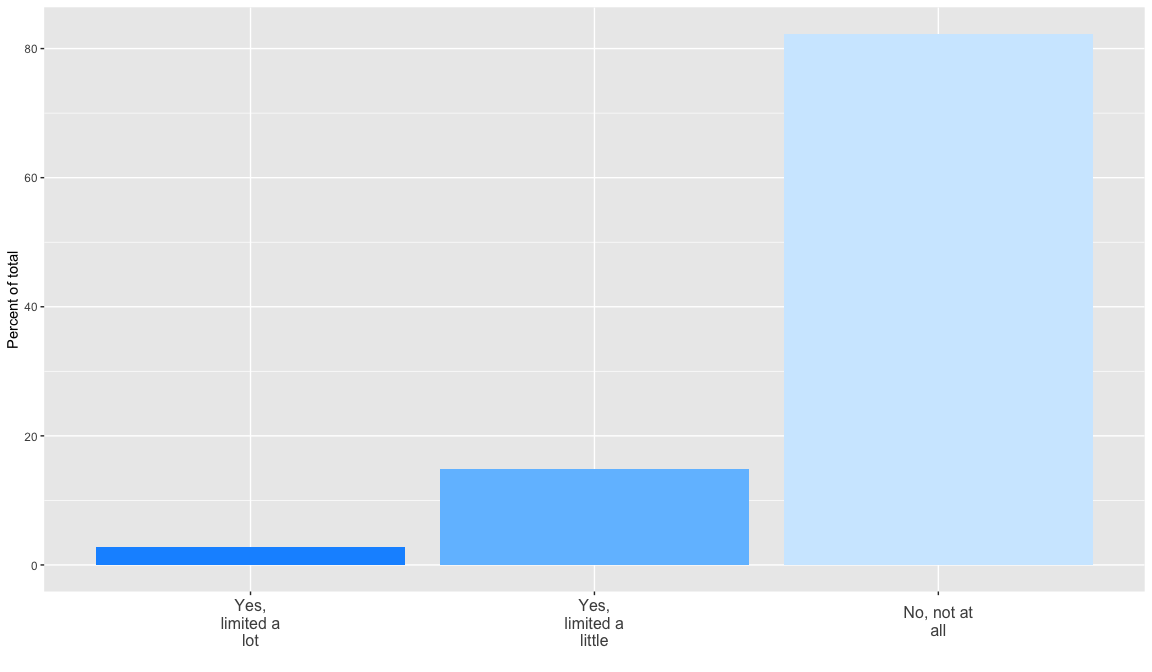 Percent of total
80
60
40
20
0
Yes,
limited a
lot
Yes,
limited a
little
No, not at
all